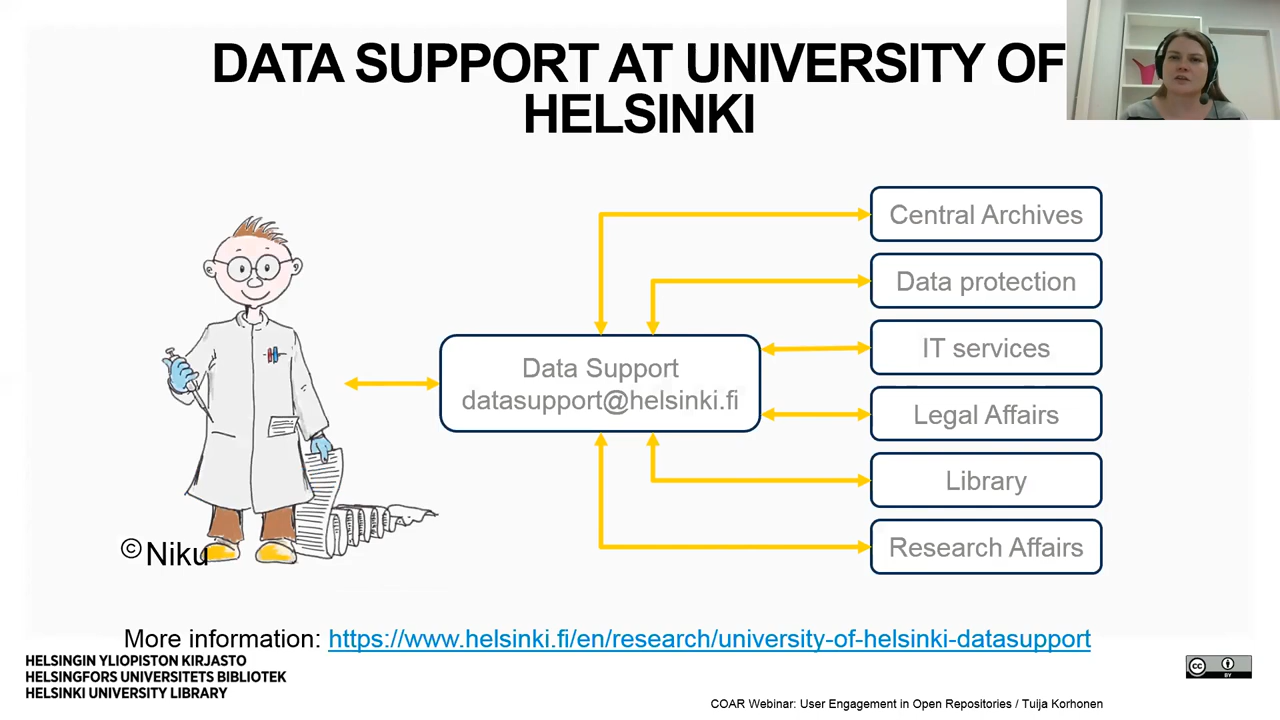 DATA SUPPORT AT UNIVERSITY OF
HELSINKI
Central Archives
Data protection
IT services
Data Support
datasupport@helsinki.fi
Legal Affairs
Library
Research Affairs
©Niku
More information: https://www.helsinki.fi/en/research/university-of-helsinki-datasupport
HELSINGIN YLIOPISTON KIRJASTO
HELSINGFORS UNIVERSITETS BIBLIOTEK
HELSINKI UNIVERSITY LIBRARY
CC BY
COAR Webinar: User Engagement in Open Repositories / Tuija Korhonen